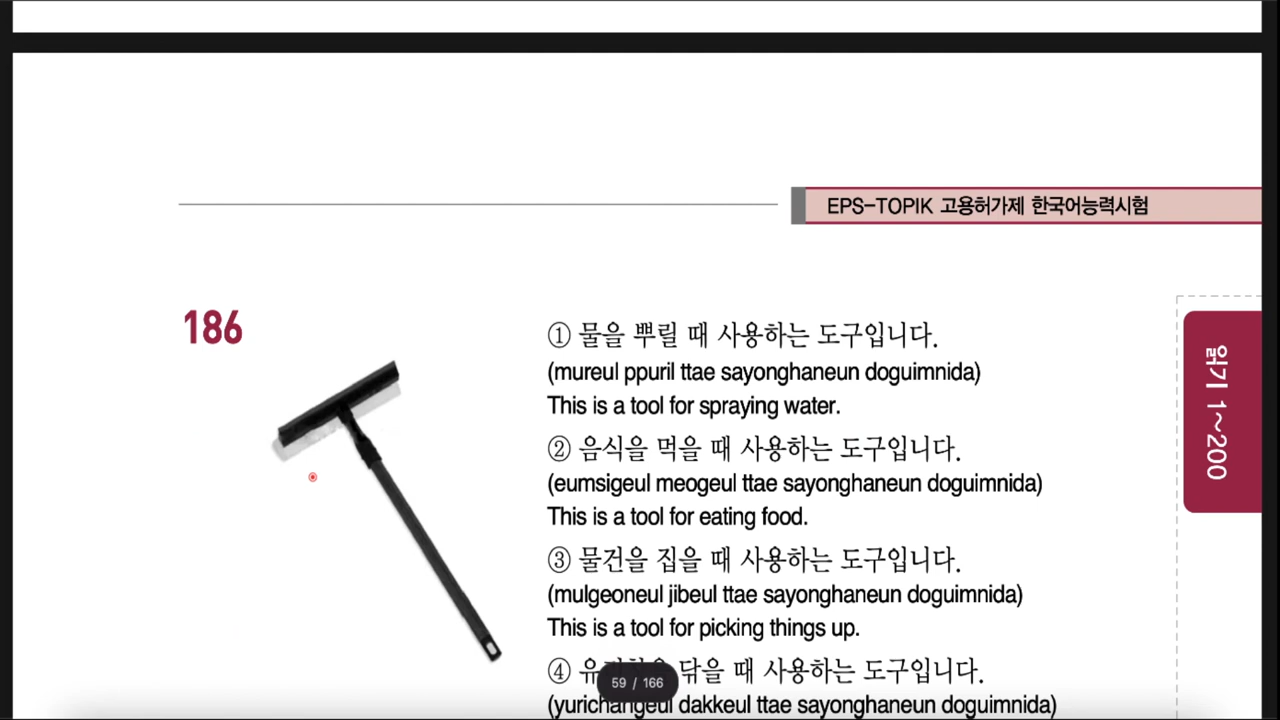 EPS-TOPIK 고용허가제 한국어능력시험
186
① 물을 뿌릴 때 사용하는 도구입니다.
(mureul ppuril ttae sayonghaneun doguimnida)
This is a tool for spraying water.
② 음식을 먹을 때 사용하는 도구입니다.
(eumsigeul meogeul ttae sayonghaneun doguimnida)
This is a tool for eating food.
③ 물건을 집을 때 사용하는 도구입니다.
(mulgeoneul jibeul ttae sayonghaneun doguimnida)
This is a tool for picking things up.
④ 닦을 때 사용하는 도구입니다.
(yurichangeul dakkeul ttae sayonghaneun doguimnida)
59 / 166
읽기 1~200